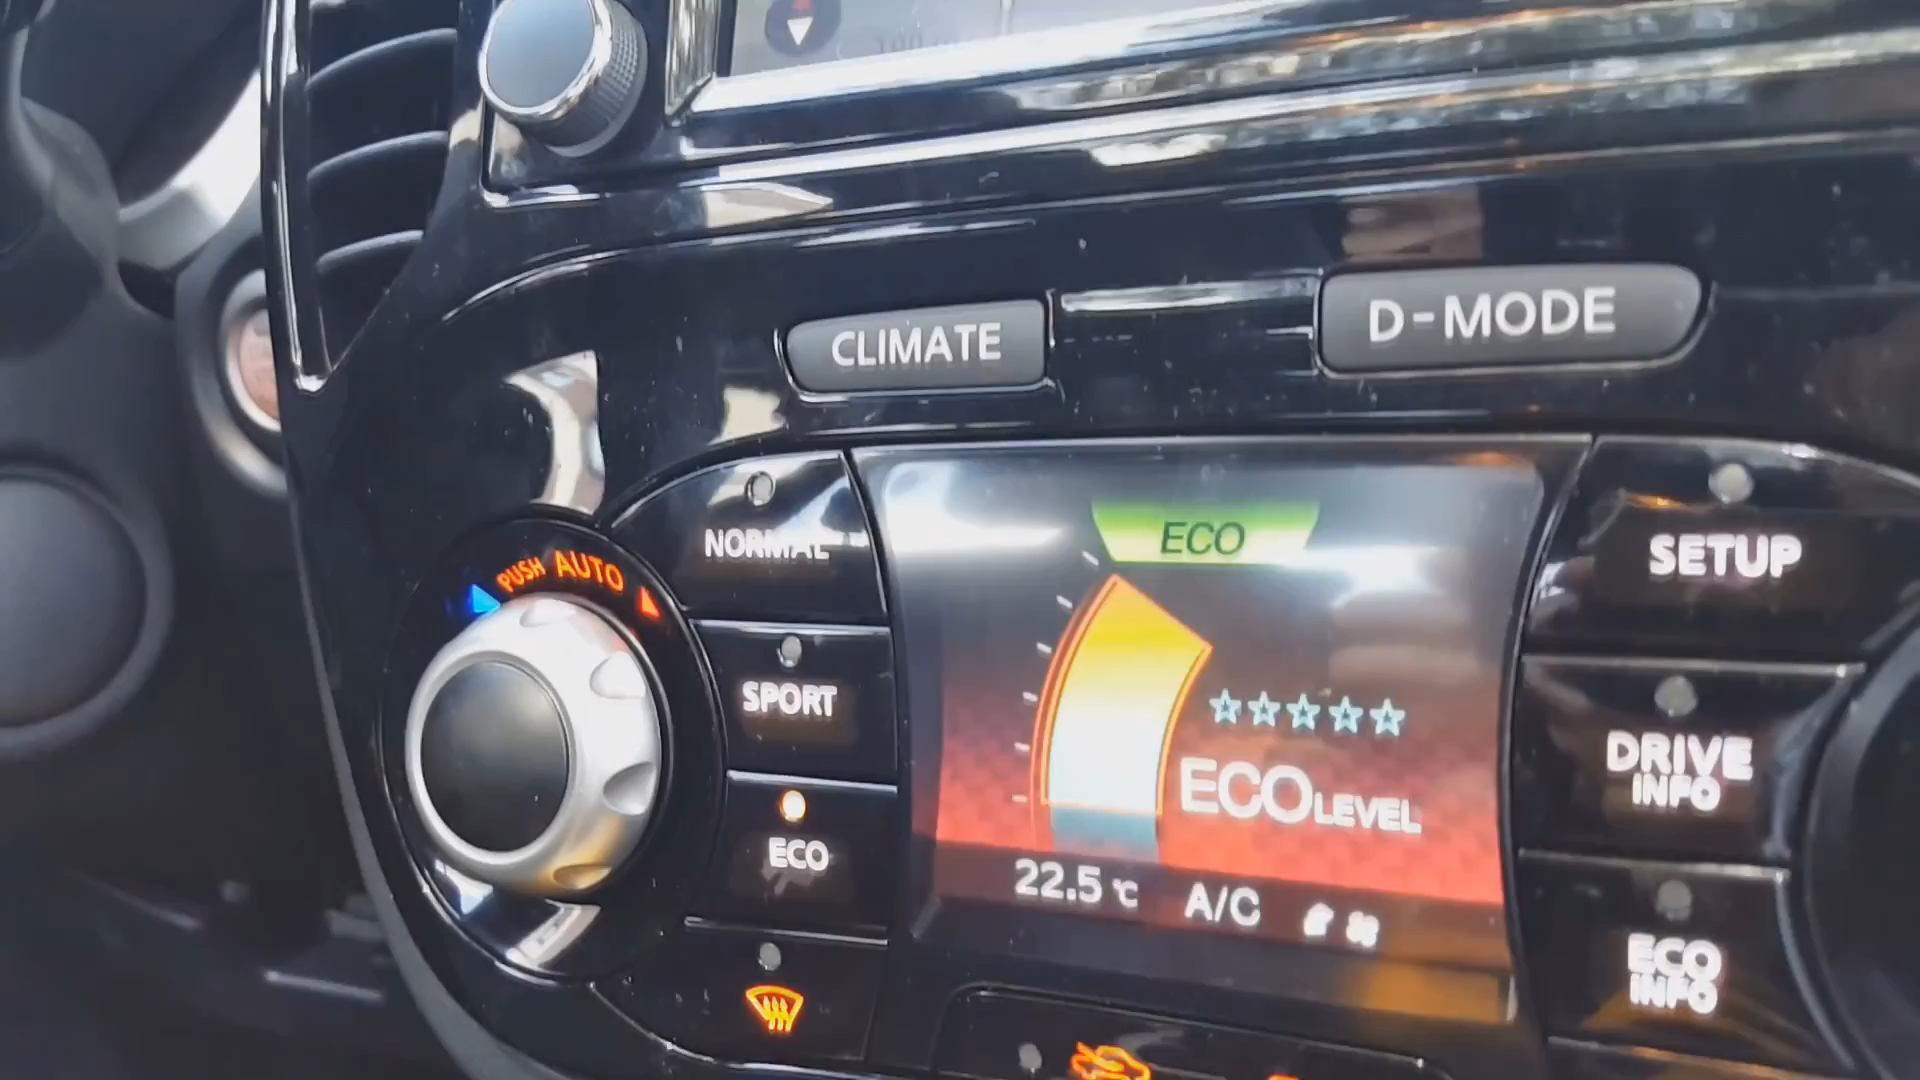 CLIMATE
D-MODE
PUSH AUTO
NORMAL
SPORT
ECO
ECO
ECO LEVEL
22.5 °C A/C
SETUP
DRIVE
INFO
ECO
INFO